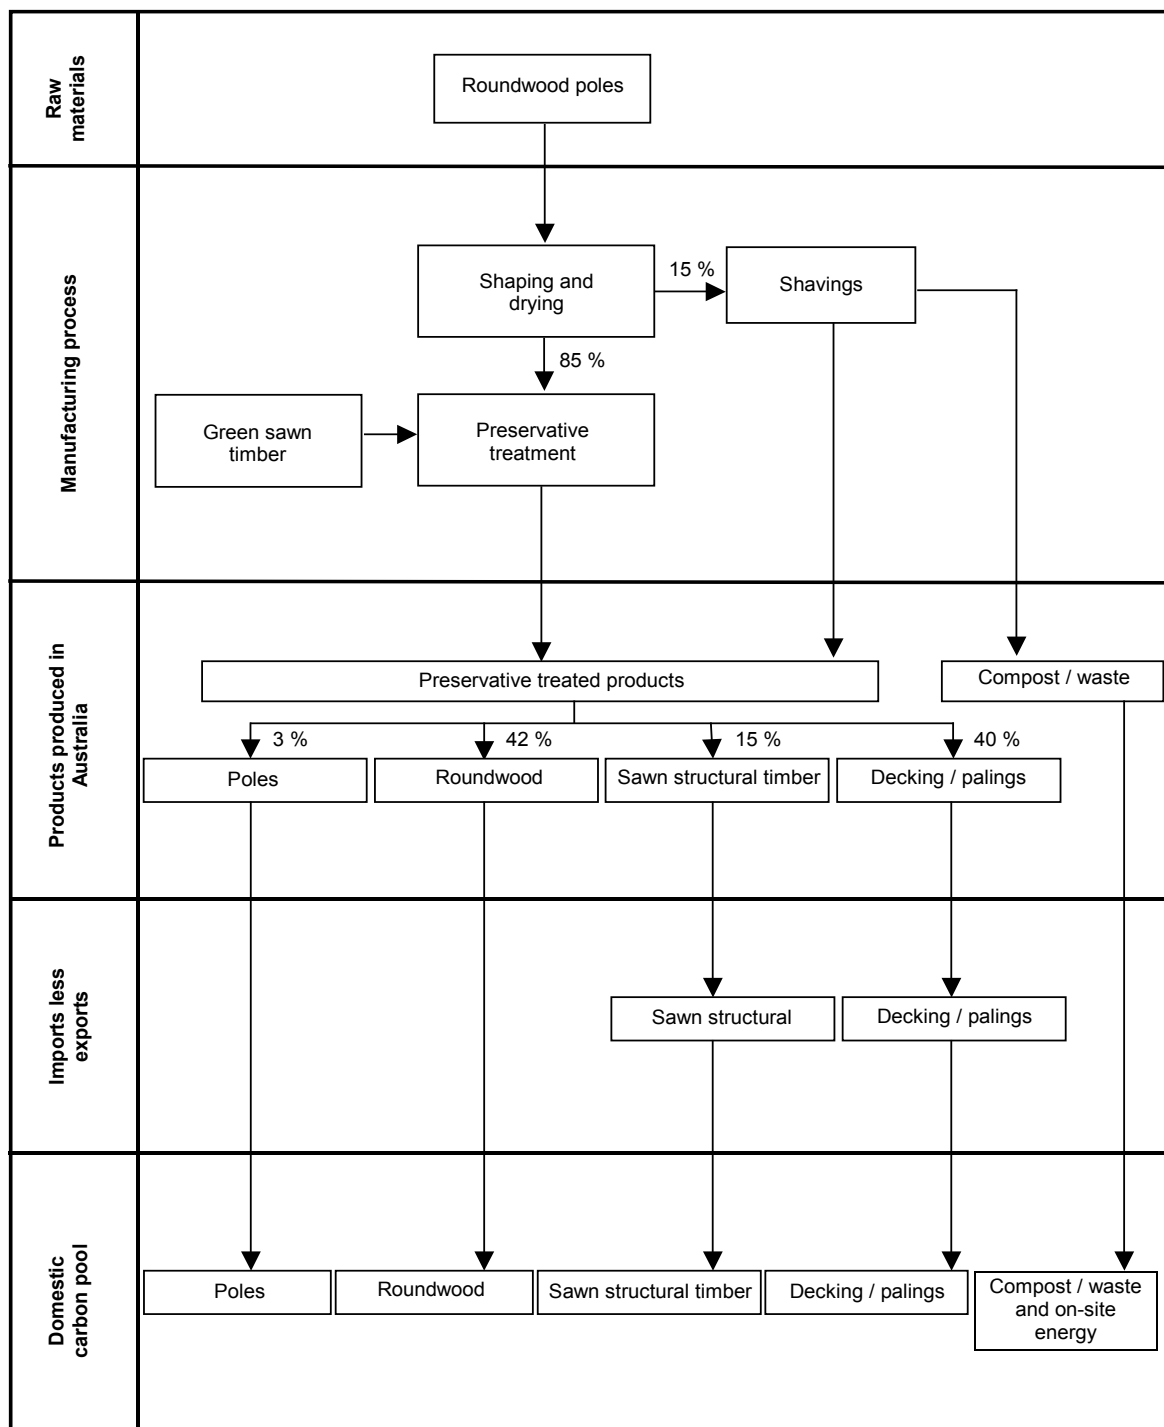 Raw
materials
Roundwood poles
Manufacturing process
Shaping and
drying
15 %
Shavings
85 %
Green sawn
timber
Preservative
treatment
Products produced in
Australia
Preservative treated products
Compost / waste
3 %
42 %
15 %
40 %
Poles
Roundwood
Sawn structural timber
Decking / palings
Imports less
exports
Sawn structural
Decking / palings
Domestic
carbon pool
Poles
Roundwood
Sawn structural timber
Decking / palings
Compost / waste
and on-site
energy